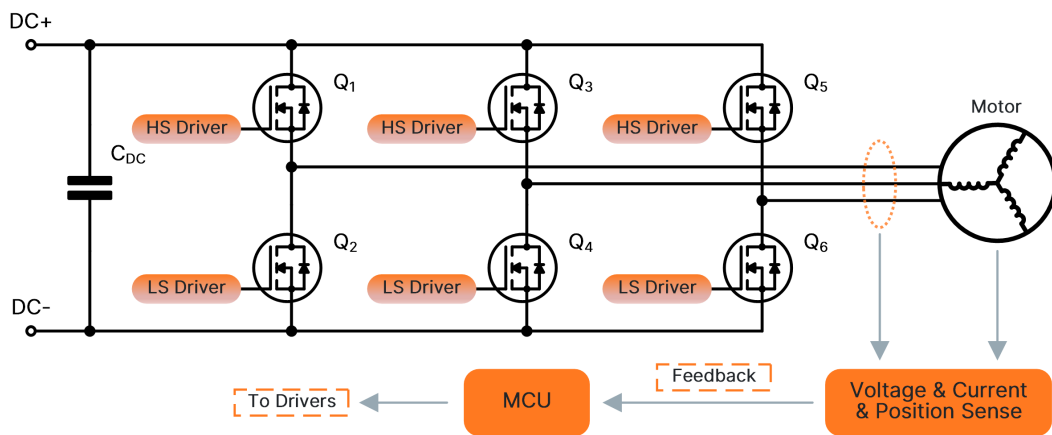 DC+
Q1
Q3
Q5
Motor
HS Driver
HS Driver
HS Driver
CDC
Q2
Q4
Q6
LS Driver
LS Driver
LS Driver
DC-
Feedback
To Drivers
MCU
Voltage & Current
& Position Sense